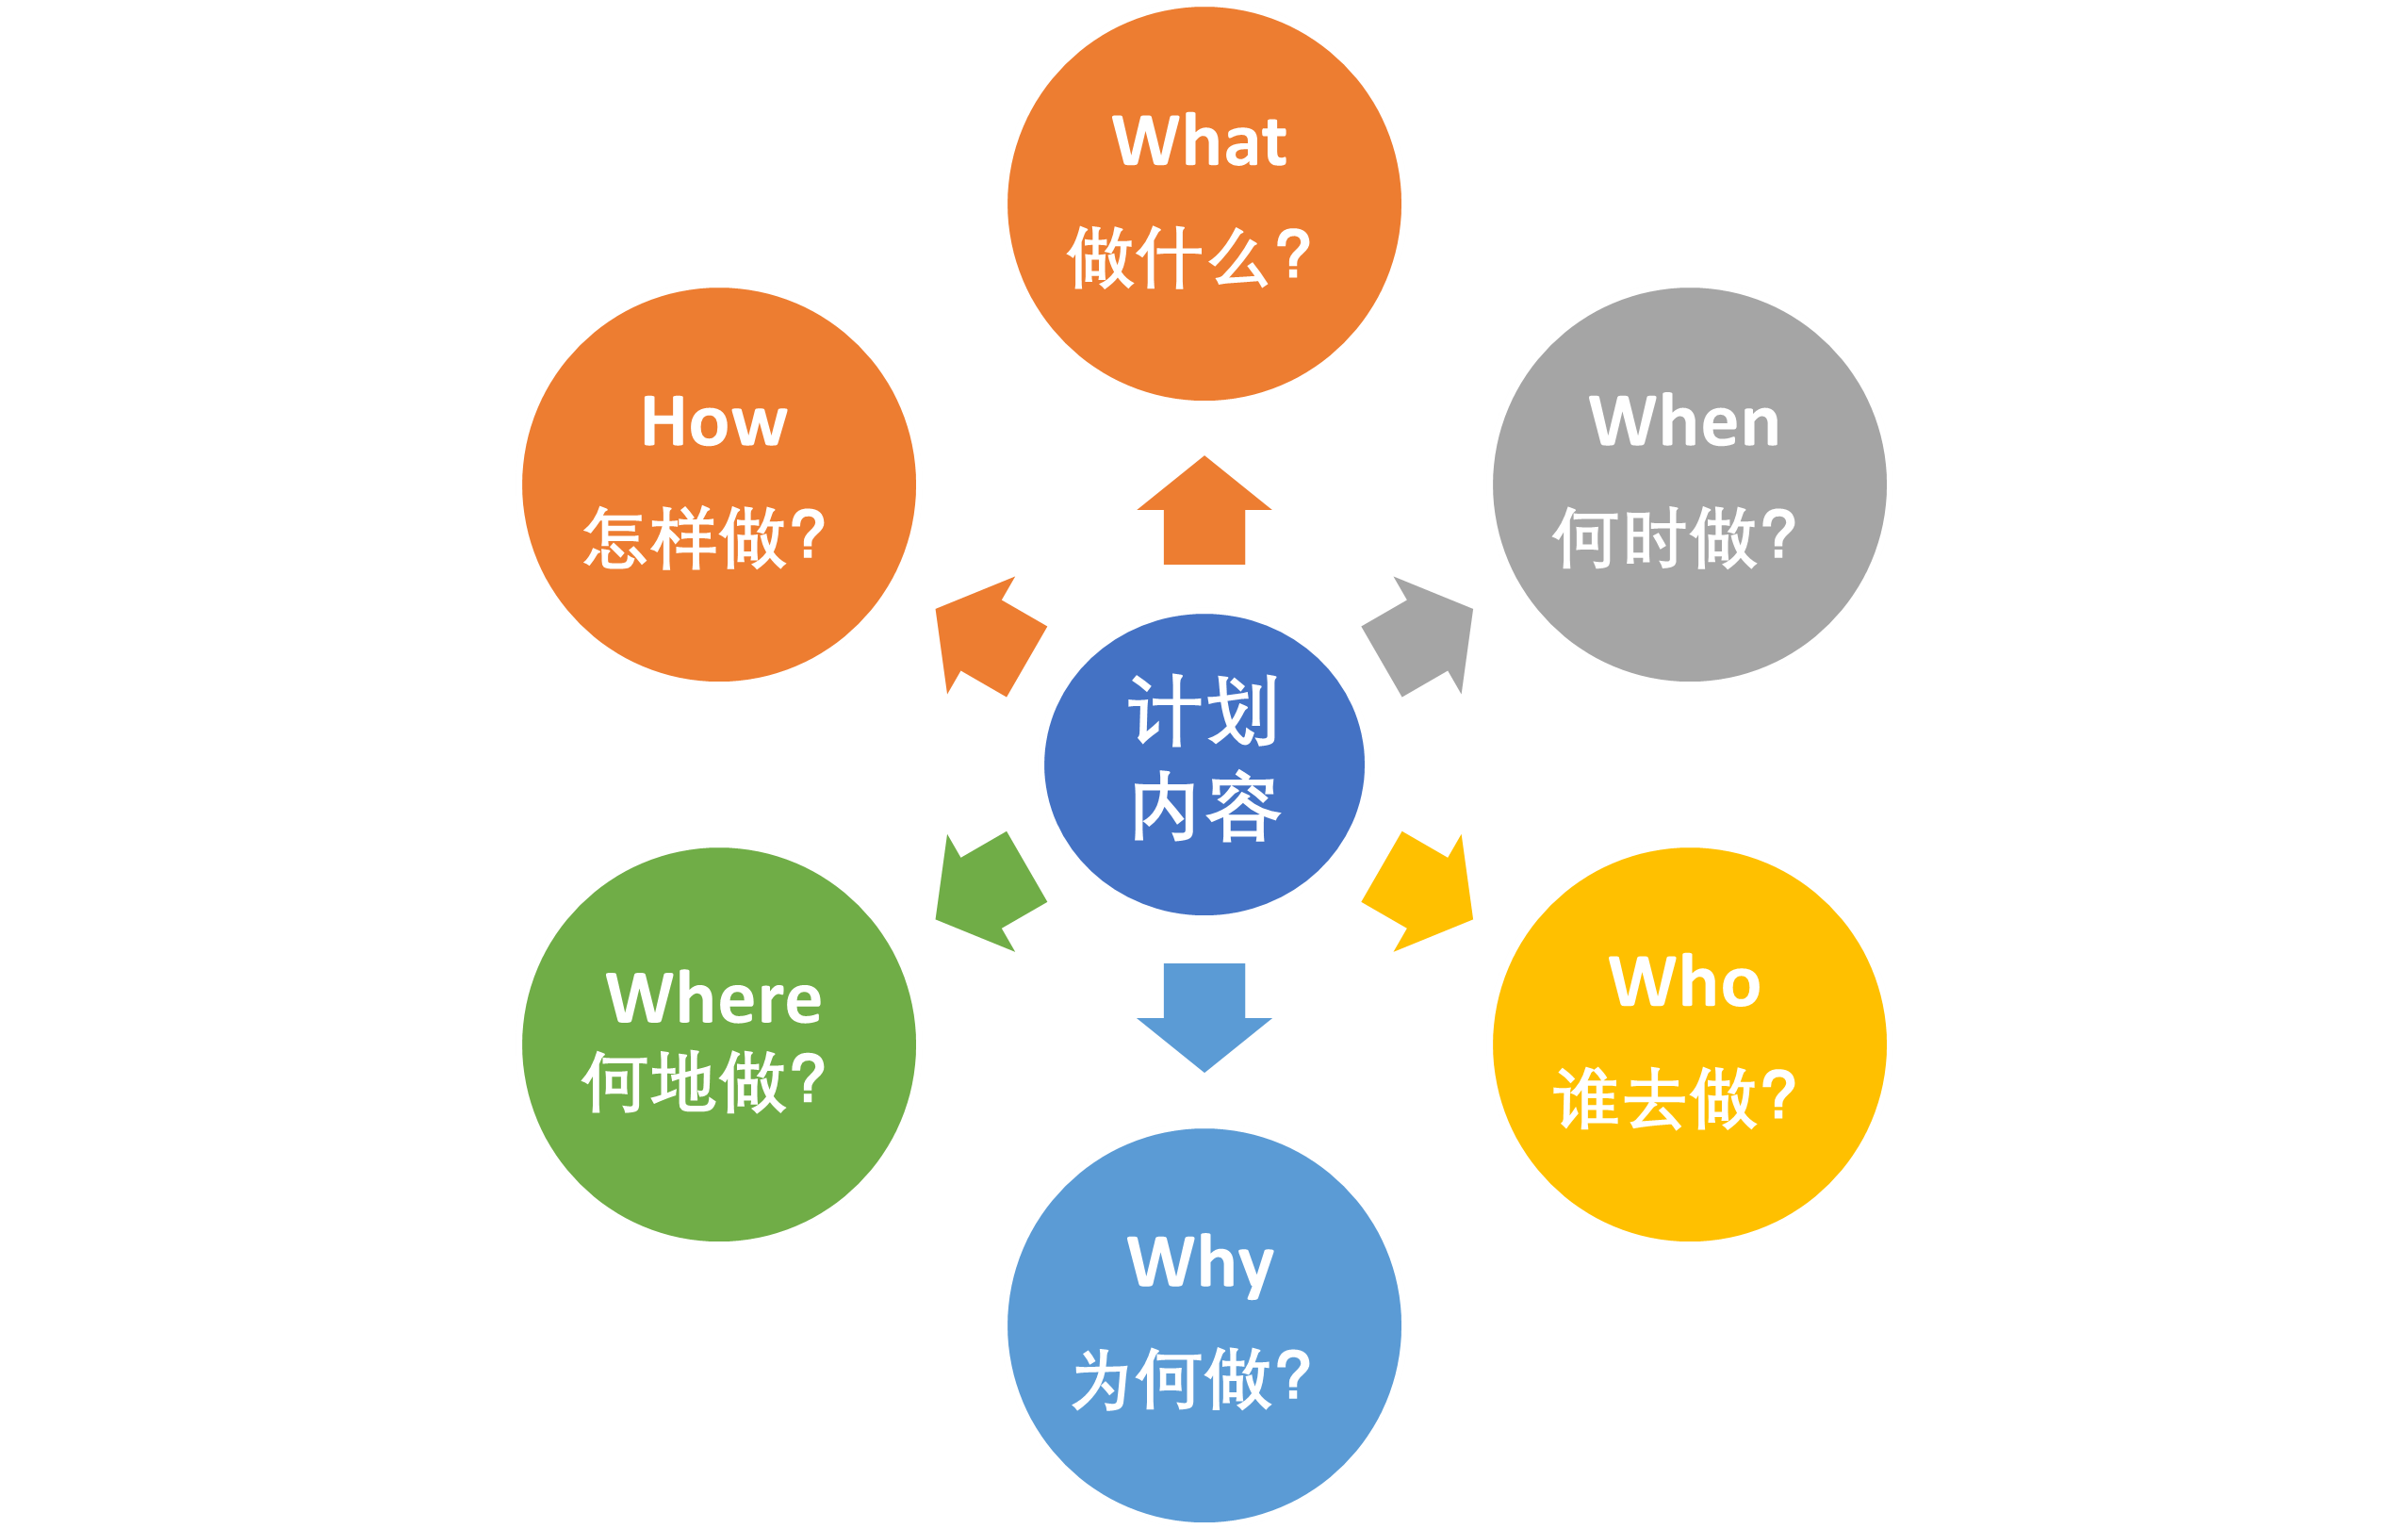 What
做什么？
How
怎样做？
When
何时做？
计划
内容
Where
何地做？
Who
谁去做？
Why
为何做？